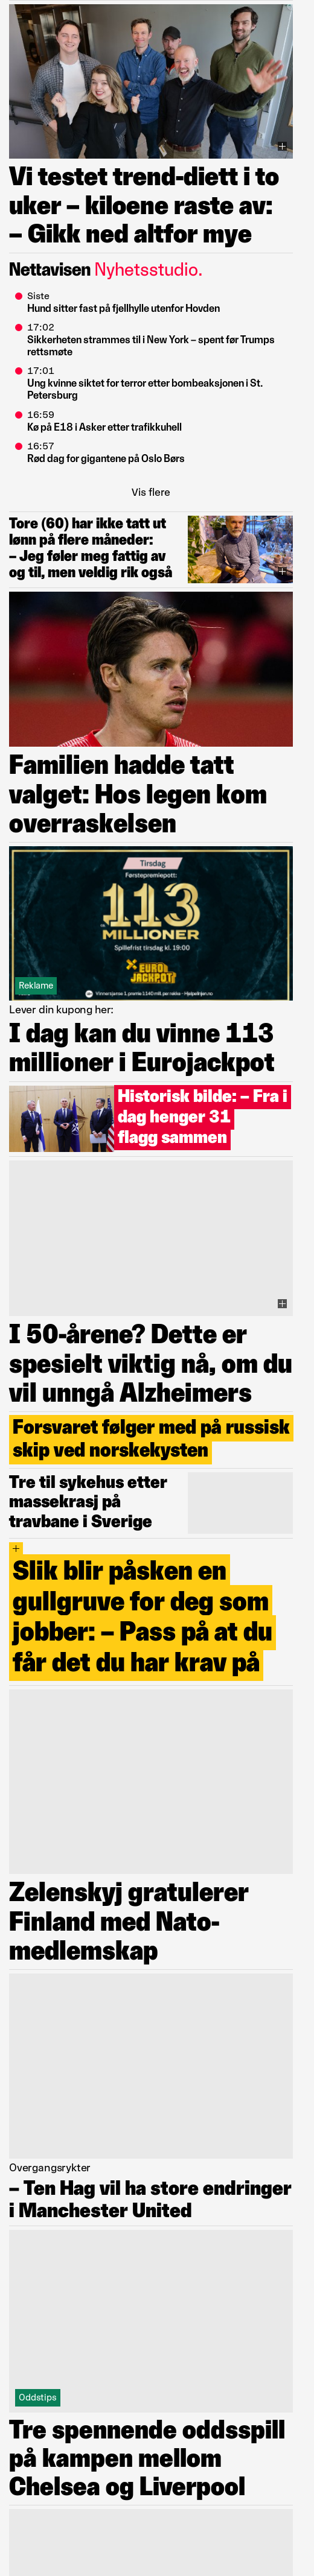 Vi testet trend-diett i to
uker – kiloene raste av:
– Gikk ned altfor mye
Nettavisen Nyhetsstudio.
Siste
Hund sitter fast på fjellhylle utenfor Hovden
17:02
Sikkerheten strammes til i New York – spent før Trumps
rettsmøte
17:01
Ung kvinne siktet for terror etter bombeaksjonen i St.
Petersburg
16:59
Kø på E18 i Asker etter trafikkuhell
16:57
Rød dag for gigantene på Oslo Børs
Vis flere
Tore (60) har ikke tatt ut
lønn på flere måneder:
– Jeg føler meg fattig av
og til, men veldig rik også
Familien hadde tatt
valget: Hos legen kom
overraskelsen
Tirsdag
Førstepremiepott:
113
MILLIONER
Spillefrist tirsdag kl. 19:00
EURO
JACKPOT
Reklame
Lever din kupong her:
I dag kan du vinne 113
millioner i Eurojackpot
Historisk bilde: – Fra i
dag henger 31
flagg sammen
I 50-årene? Dette er
spesielt viktig nå, om du
vil unngå Alzheimers
Forsvaret følger med på russisk
skip ved norskekysten
Tre til sykehus etter
massekrasj på
travbane i Sverige
Slik blir påsken en
gullgruve for deg som
jobber: – Pass på at du
får det du har krav på
Zelenskyj gratulerer
Finland med Nato-
medlemskap
Overgangsrykter
– Ten Hag vil ha store endringer
i Manchester United
Oddstips
Tre spennende oddsspill
på kampen mellom
Chelsea og Liverpool